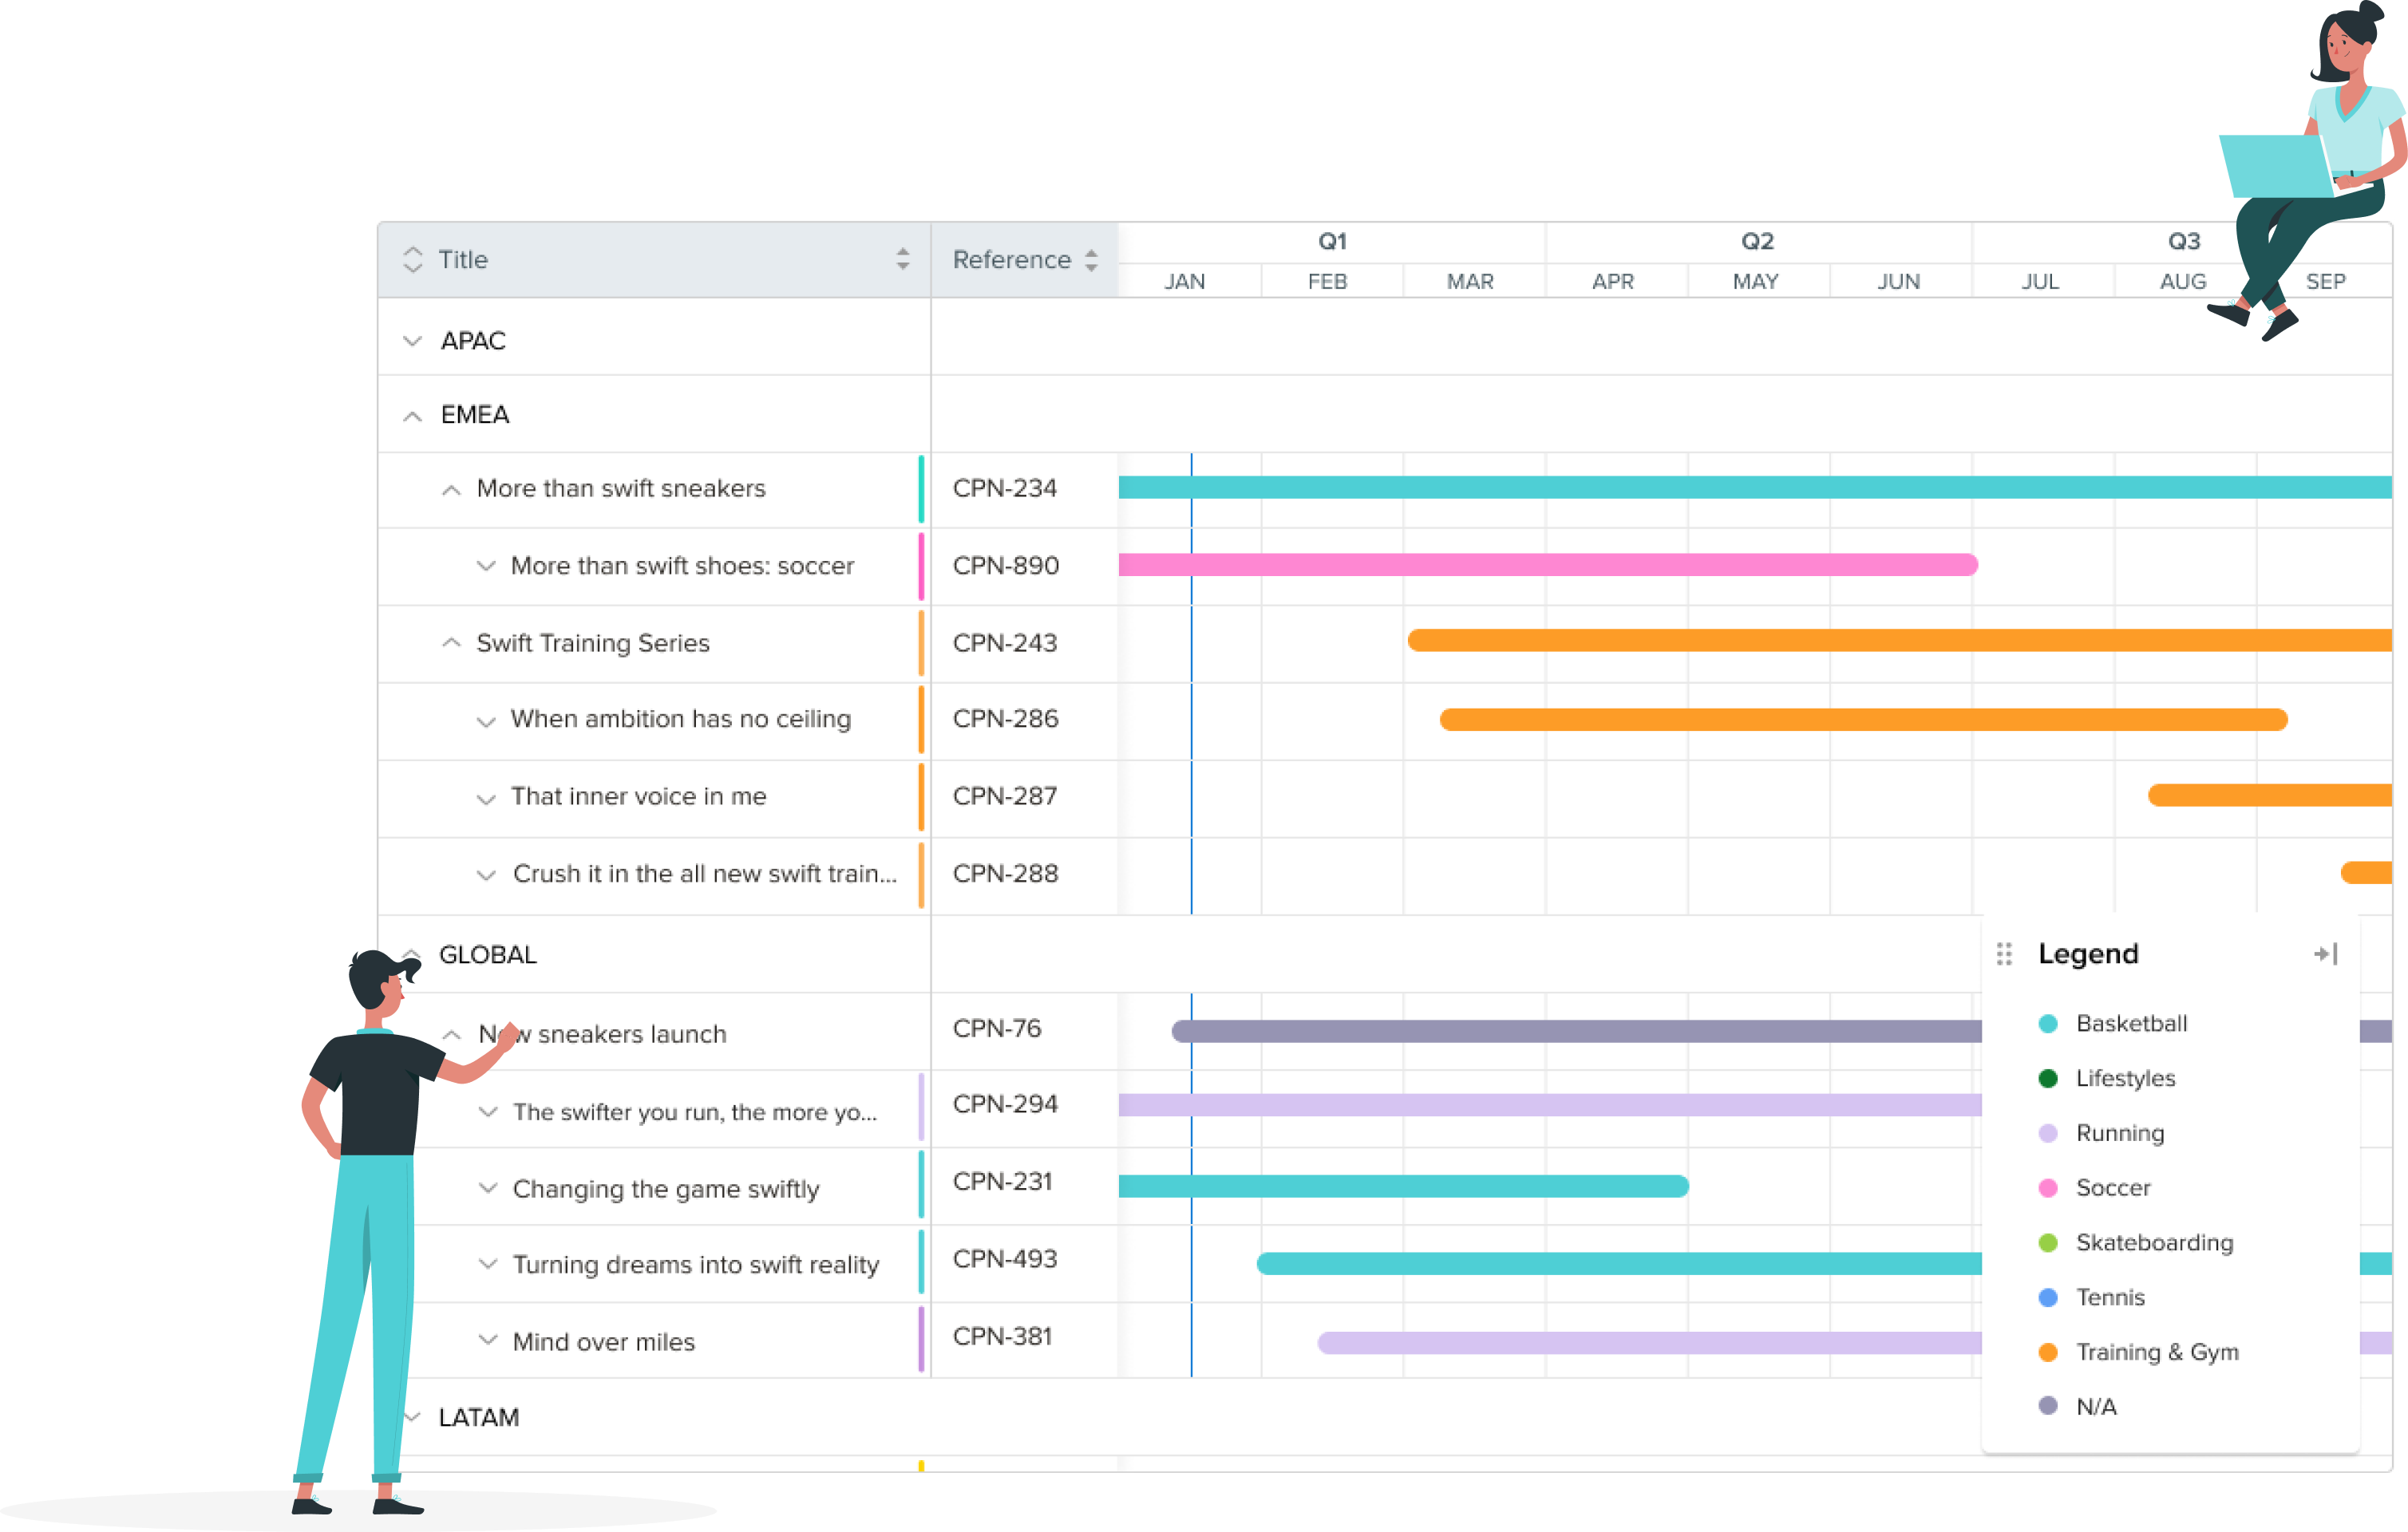 Title Reference Q1 Q2 Q3
JAN FEB MAR APR MAY JUN JUL AUG SEP
APAC
EMEA
More than swift sneakers CPN-234
More than swift shoes: soccer CPN-890
Swift Training Series CPN-243
When ambition has no ceiling CPN-286
That inner voice in me CPN-287
Crush it in the all new swift train... CPN-288
GLOBAL
New sneakers launch CPN-76
The swifter you run, the more yo... CPN-294
Changing the game swiftly CPN-231
Turning dreams into swift reality CPN-493
Mind over miles CPN-381
LATAM
Legend
Basketball
Lifestyles
Running
Soccer
Skateboarding
Tennis
Training & Gym
N/A